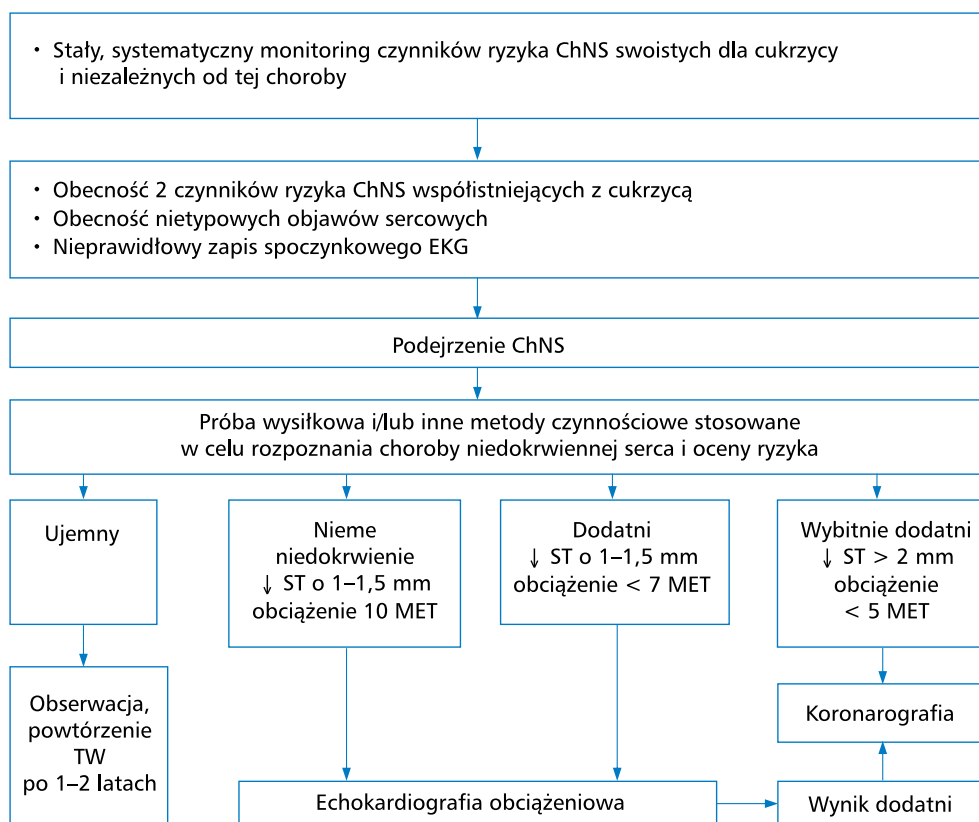 • Stały, systematyczny monitoring czynników ryzyka ChNS swoistych dla cukrzycy
i niezależnych od tej choroby
• Obecność 2 czynników ryzyka ChNS współistniejących z cukrzycą
• Obecność nietypowych objawów sercowych
• Nieprawidłowy zapis spoczynkowego EKG
Podejrzenie ChNS
Próba wysiłkowa i/lub inne metody czynnościowe stosowane
w celu rozpoznania choroby niedokrwiennej serca i oceny ryzyka
Ujemny
Nieme
niedokrwienie
↓ ST o 1–1,5 mm
obciążenie 10 MET
Dodatni
↓ ST o 1–1,5 mm
obciążenie < 7 MET
Wybitnie dodatni
↓ ST > 2 mm
obciążenie
< 5 MET
Obserwacja,
powtórzenie
TW
po 1–2 latach
Koronarografia
Echokardiografia obciążeniowa
Wynik dodatni